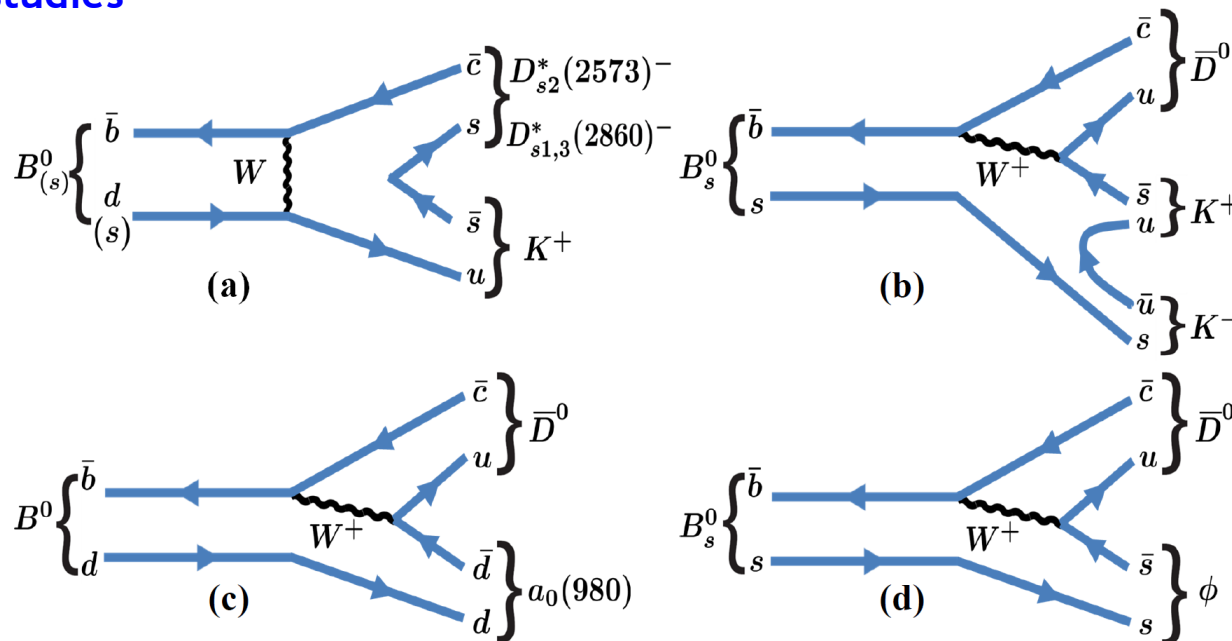 studies
b̄
B⁰₍ₛ₎
d
(s)
W
c̄
s
D*ₛ₂(2573)⁻
D*ₛ₁,₃(2860)⁻
s̄
u
K⁺
(a)
b̄
B⁰ₛ
s
W⁺
c̄
u
D̄⁰
s̄
u
K⁺
ū
s
K⁻
(b)
b̄
B⁰
d
W⁺
c̄
u
D̄⁰
d̄
d
a₀(980)
(c)
b̄
B⁰ₛ
s
W⁺
c̄
u
D̄⁰
s̄
s
ϕ
(d)